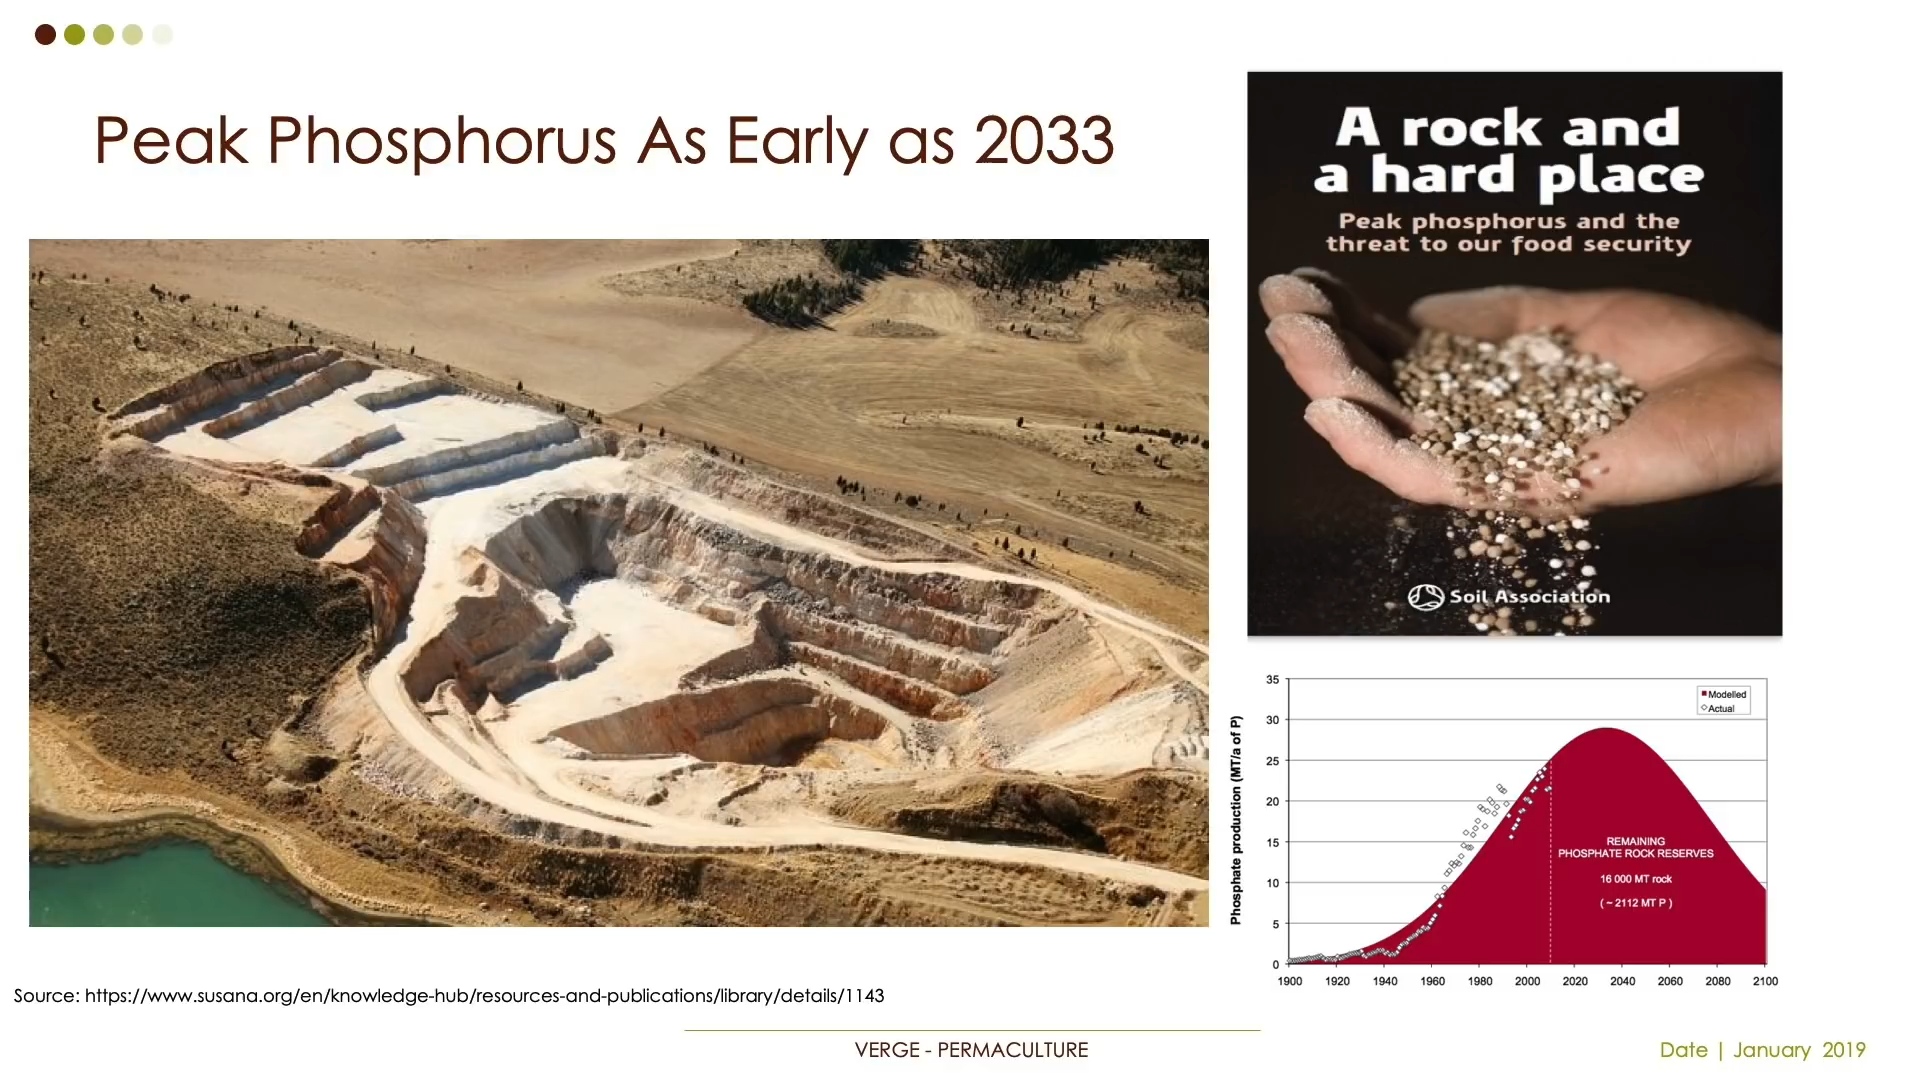 Peak Phosphorus As Early as 2033
A rock and
a hard place
Peak phosphorus and the
threat to our food security
Soil Association
35
30
25
20
15
10
5
0
Phosphate production (MT/a of P)
Modelled
Actual
REMAINING
PHOSPHATE ROCK RESERVES
16 000 MT rock
( ~ 2112 MT P )
1900 1920 1940 1960 1980 2000 2020 2040 2060 2080 2100
Source: https://www.susana.org/en/knowledge-hub/resources-and-publications/library/details/1143
VERGE - PERMACULTURE
Date | January 2019